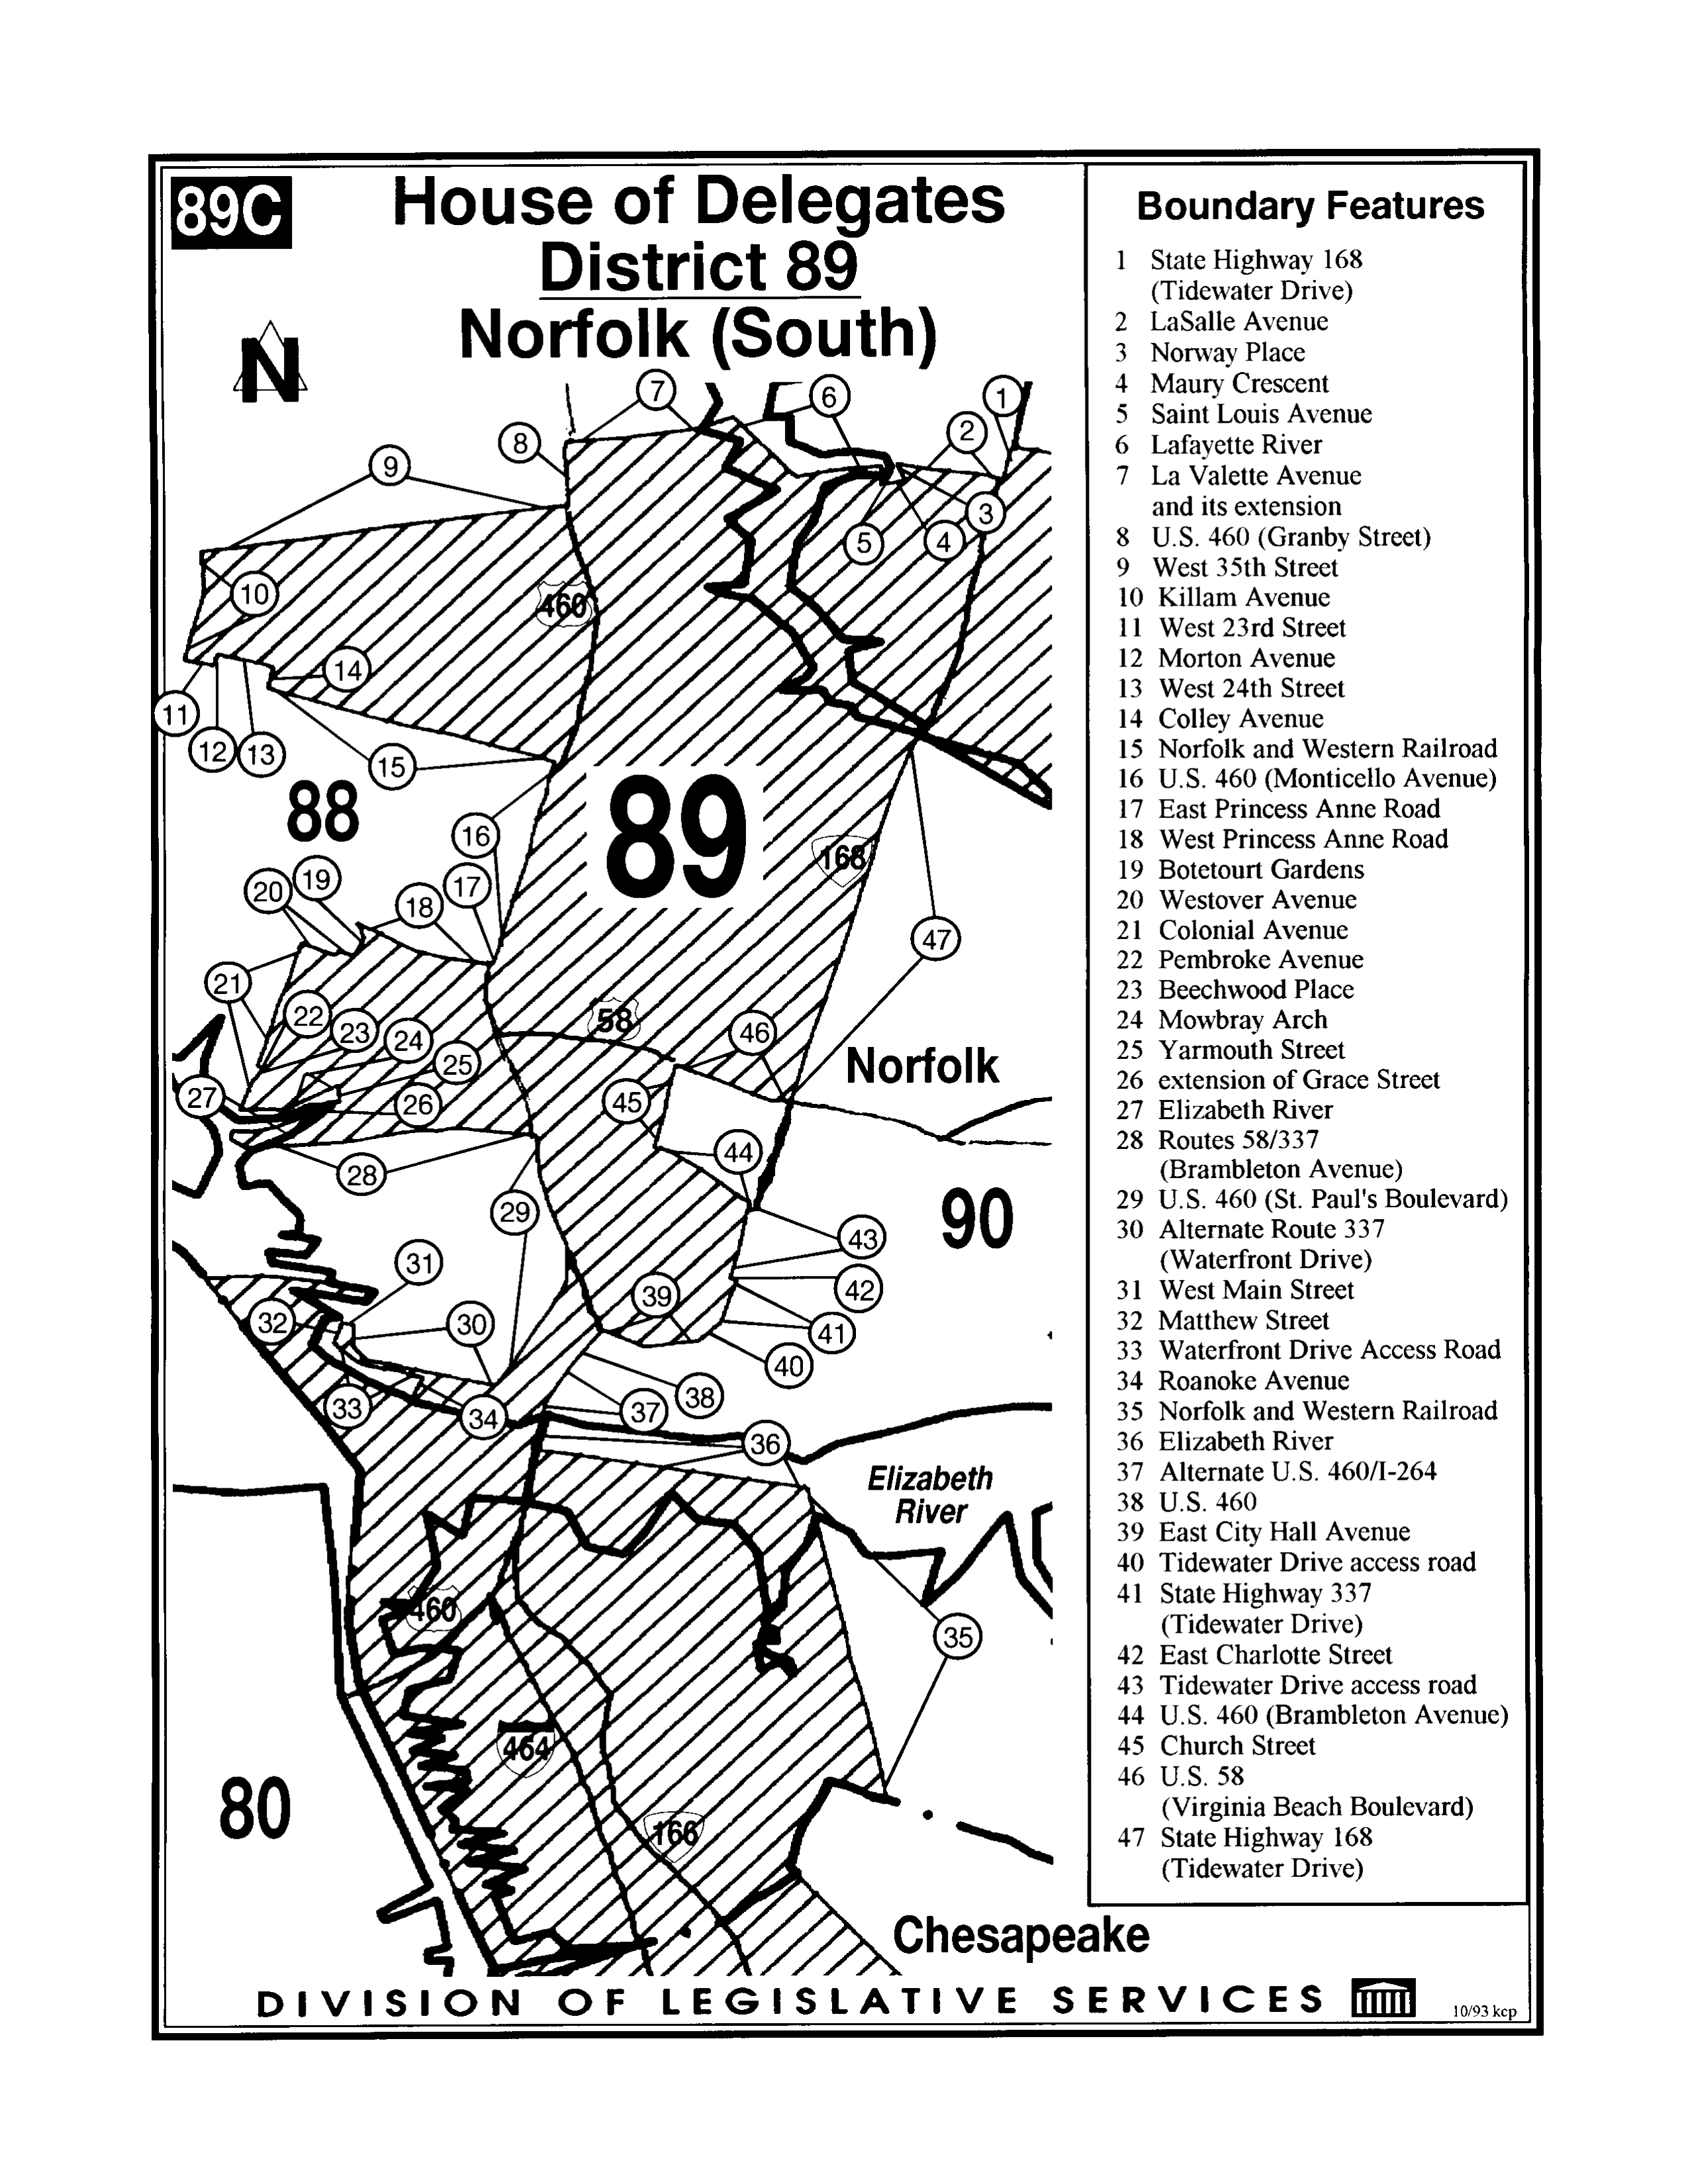 89C
House of Delegates
District 89
Norfolk (South)
N
7
6
1
8
2
9
3
5
4
10
460
14
11
12
13
15
88
89
16
168
17
19
20
18
47
21
58
22
46
23
24
Norfolk
25
27
26
45
44
28
29
90
43
31
42
39
32
30
41
40
38
33
34
37
36
Elizabeth
River
460
35
464
80
166
Chesapeake
Boundary Features
1 State Highway 168
(Tidewater Drive)
2 LaSalle Avenue
3 Norway Place
4 Maury Crescent
5 Saint Louis Avenue
6 Lafayette River
7 La Valette Avenue
and its extension
8 U.S. 460 (Granby Street)
9 West 35th Street
10 Killam Avenue
11 West 23rd Street
12 Morton Avenue
13 West 24th Street
14 Colley Avenue
15 Norfolk and Western Railroad
16 U.S. 460 (Monticello Avenue)
17 East Princess Anne Road
18 West Princess Anne Road
19 Botetourt Gardens
20 Westover Avenue
21 Colonial Avenue
22 Pembroke Avenue
23 Beechwood Place
24 Mowbray Arch
25 Yarmouth Street
26 extension of Grace Street
27 Elizabeth River
28 Routes 58/337
(Brambleton Avenue)
29 U.S. 460 (St. Paul's Boulevard)
30 Alternate Route 337
(Waterfront Drive)
31 West Main Street
32 Matthew Street
33 Waterfront Drive Access Road
34 Roanoke Avenue
35 Norfolk and Western Railroad
36 Elizabeth River
37 Alternate U.S. 460/I-264
38 U.S. 460
39 East City Hall Avenue
40 Tidewater Drive access road
41 State Highway 337
(Tidewater Drive)
42 East Charlotte Street
43 Tidewater Drive access road
44 U.S. 460 (Brambleton Avenue)
45 Church Street
46 U.S. 58
(Virginia Beach Boulevard)
47 State Highway 168
(Tidewater Drive)
DIVISION OF LEGISLATIVE SERVICES
10/93 kcp